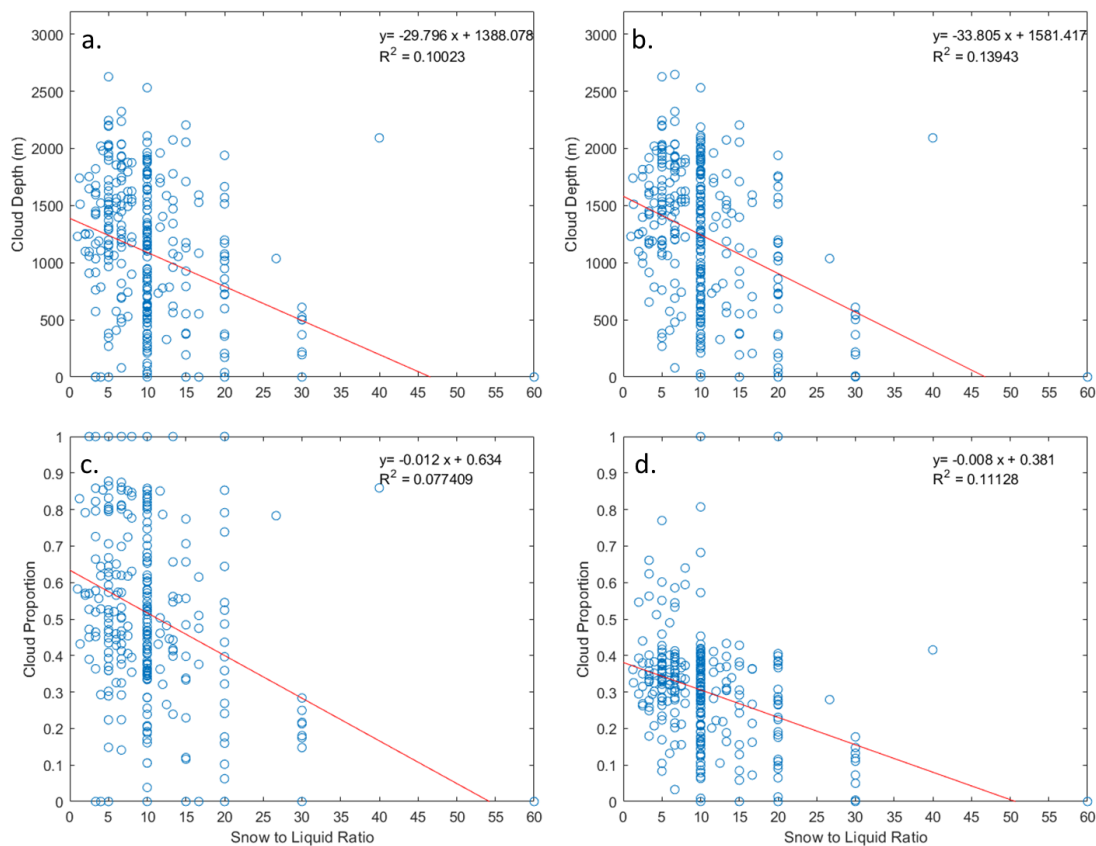 a.
y= -29.796 x + 1388.078
R² = 0.10023
3000
2500
2000
1500
1000
500
0
Cloud Depth (m)
0 5 10 15 20 25 30 35 40 45 50 55 60
b.
y= -33.805 x + 1581.417
R² = 0.13943
3000
2500
2000
1500
1000
500
0
Cloud Depth (m)
0 5 10 15 20 25 30 35 40 45 50 55 60
c.
y= -0.012 x + 0.634
R² = 0.077409
1
0.9
0.8
0.7
0.6
0.5
0.4
0.3
0.2
0.1
0
Cloud Proportion
0 5 10 15 20 25 30 35 40 45 50 55 60
Snow to Liquid Ratio
d.
y= -0.008 x + 0.381
R² = 0.11128
1
0.9
0.8
0.7
0.6
0.5
0.4
0.3
0.2
0.1
0
Cloud Proportion
0 5 10 15 20 25 30 35 40 45 50 55 60
Snow to Liquid Ratio